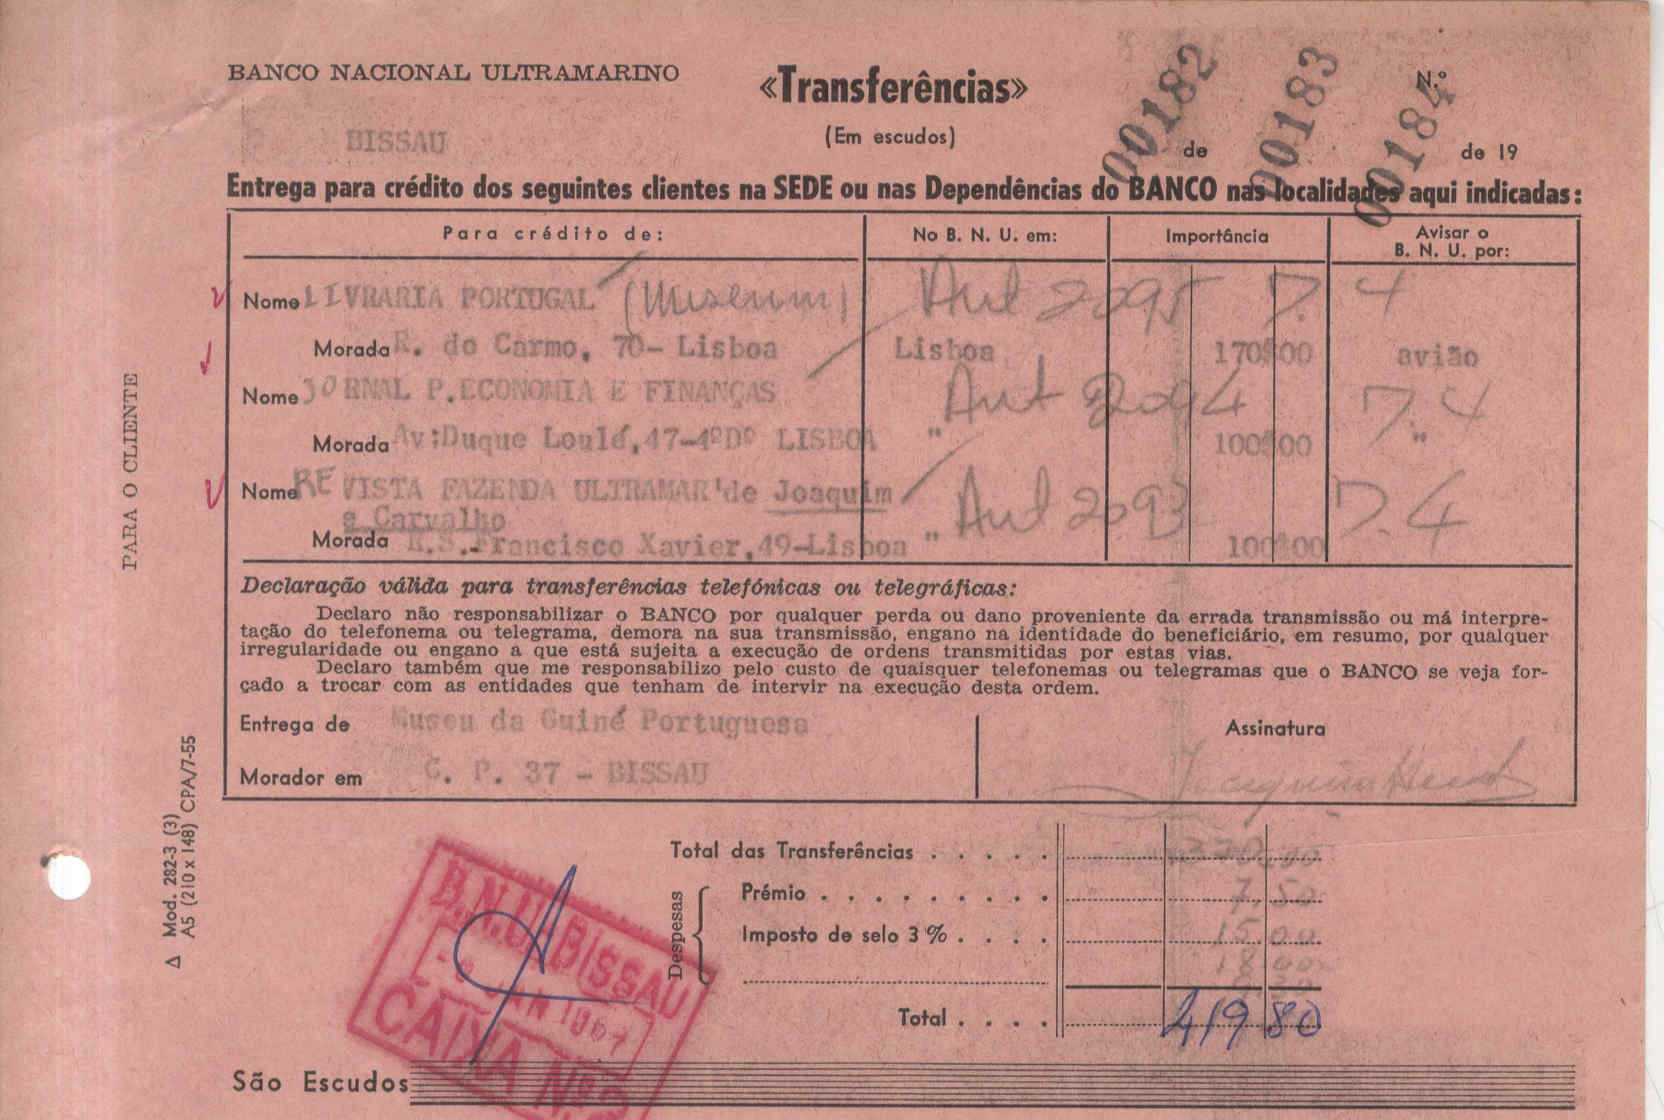 BANCO NACIONAL ULTRAMARINO
«Transferências»
N.º
00182
00183
00184
BISSAU
(Em escudos)
de
de 19
Entrega para crédito dos seguintes clientes na SEDE ou nas Dependências do BANCO nas localidades aqui indicadas:
Para crédito de:
No B. N. U. em:
Importância
Avisar o
B. N. U. por:
Nome LIVRARIA PORTUGAL (Museum) Aut 2095 7.4
Morada R. do Carmo, 70- Lisboa Lisboa 170$00 avião
Nome JORNAL P.ECONOMIA E FINANÇAS Aut 2094 7.4
Morada Av:Duque Loulé,47-4ºDº LISBOA " 100$00 "
Nome REVISTA FAZENDA ULTRAMAR'de Joaquim Aut 2093 7.4
e Carvalho
Morada R.S.Francisco Xavier,49-Lisboa " 100$00
Declaração válida para transferências telefónicas ou telegráficas:
Declaro não responsabilizar o BANCO por qualquer perda ou dano proveniente da errada transmissão ou má interpre-
tação do telefonema ou telegrama, demora na sua transmissão, engano na identidade do beneficiário, em resumo, por qualquer
irregularidade ou engano a que está sujeita a execução de ordens transmitidas por estas vias.
Declaro também que me responsabilizo pelo custo de quaisquer telefonemas ou telegramas que o BANCO se veja for-
çado a trocar com as entidades que tenham de intervir na execução desta ordem.
Entrega de Museu da Guiné Portuguesa
Assinatura
Morador em C. P. 37 - BISSAU
Joaquim
Total das Transferências . . . . . 370,00
Despesas
Prémio . . . . . . . . . 7,50
Imposto de selo 3% . . . . 15,00
18,00
Total . . . . 419 80
B.N.U. BISSAU
JUN 1967
CAIXA Nº2
São Escudos
PARA O CLIENTE
Δ Mod. 282-3 (3)
A5 (210 x 148) CPA/7-55